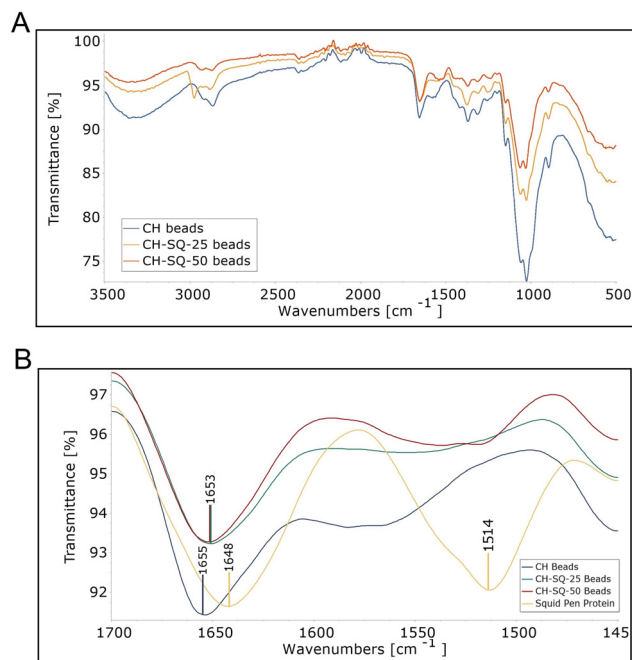 A
100
95
90
85
80
75
Transmittance [%]
CH beads
CH-SQ-25 beads
CH-SQ-50 beads
3500 3000 2500 2000 1500 1000 500
Wavenumbers [cm -1]
B
97
96
95
94
93
92
Transmittance [%]
1653
1655
1648
1514
CH Beads
CH-SQ-25 Beads
CH-SQ-50 Beads
Squid Pen Protein
1700 1650 1600 1550 1500 145
Wavenumbers [cm -1]